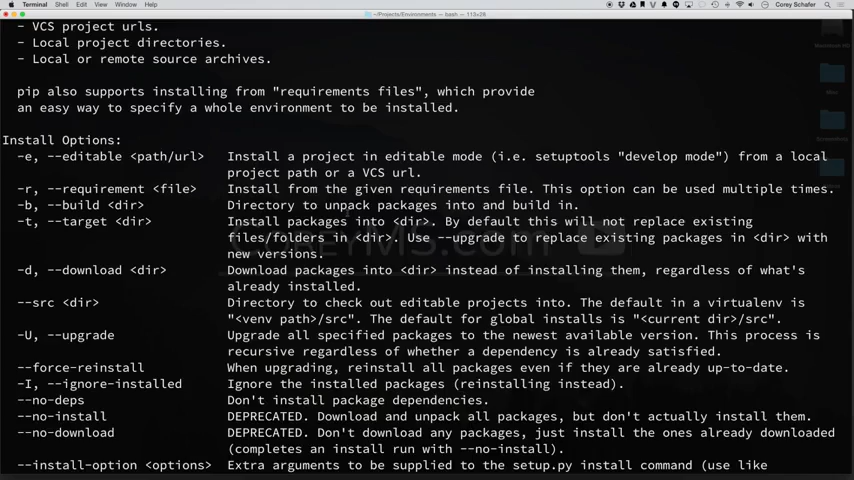 Terminal Shell Edit View Window Help Corey Schafer
~/Projects/Environments — bash — 115×28
- VCS project urls.
- Local project directories.
- Local or remote source archives.
pip also supports installing from "requirements files", which provide
an easy way to specify a whole environment to be installed.
Install Options:
-e, --editable <path/url> Install a project in editable mode (i.e. setuptools "develop mode") from a local
project path or a VCS url.
-r, --requirement <file> Install from the given requirements file. This option can be used multiple times.
-b, --build <dir> Directory to unpack packages into and build in.
-t, --target <dir> Install packages into <dir>. By default this will not replace existing
files/folders in <dir>. Use --upgrade to replace existing packages in <dir> with
new versions.
CoreyMS.com
-d, --download <dir> Download packages into <dir> instead of installing them, regardless of what's
already installed.
--src <dir> Directory to check out editable projects into. The default in a virtualenv is
"<venv path>/src". The default for global installs is "<current dir>/src".
-U, --upgrade Upgrade all specified packages to the newest available version. This process is
recursive regardless of whether a dependency is already satisfied.
--force-reinstall When upgrading, reinstall all packages even if they are already up-to-date.
-I, --ignore-installed Ignore the installed packages (reinstalling instead).
--no-deps Don't install package dependencies.
--no-install DEPRECATED. Download and unpack all packages, but don't actually install them.
--no-download DEPRECATED. Don't download any packages, just install the ones already downloaded
(completes an install run with --no-install).
--install-option <options> Extra arguments to be supplied to the setup.py install command (use like